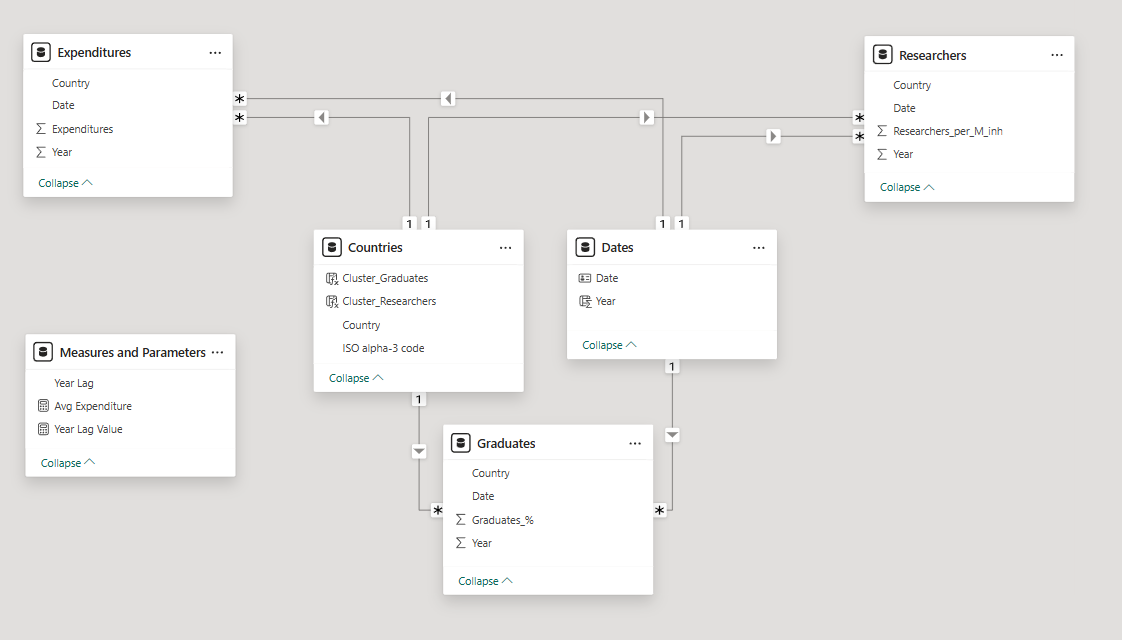 Expenditures
Country
Date
Expenditures
Year
Collapse
Researchers
Country
Date
Researchers_per_M_inh
Year
Collapse
*
*
*
*
1
1
1
1
Countries
Cluster_Graduates
Cluster_Researchers
Country
ISO alpha-3 code
Collapse
Dates
Date
Year
Collapse
Measures and Parameters
Year Lag
Avg Expenditure
Year Lag Value
Collapse
1
1
Graduates
Country
Date
Graduates_%
Year
Collapse
*
*